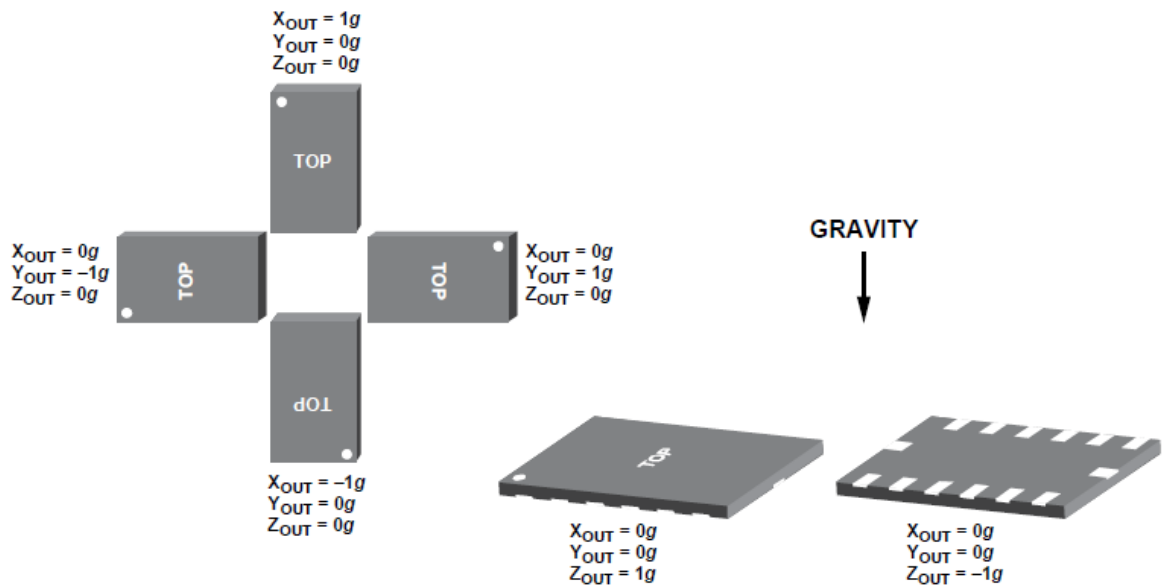 XOUT = 1g
YOUT = 0g
ZOUT = 0g
TOP
XOUT = 0g
YOUT = –1g
ZOUT = 0g
TOP
TOP
XOUT = 0g
YOUT = 1g
ZOUT = 0g
GRAVITY
TOP
XOUT = –1g
YOUT = 0g
ZOUT = 0g
TOP
XOUT = 0g
YOUT = 0g
ZOUT = 1g
XOUT = 0g
YOUT = 0g
ZOUT = –1g